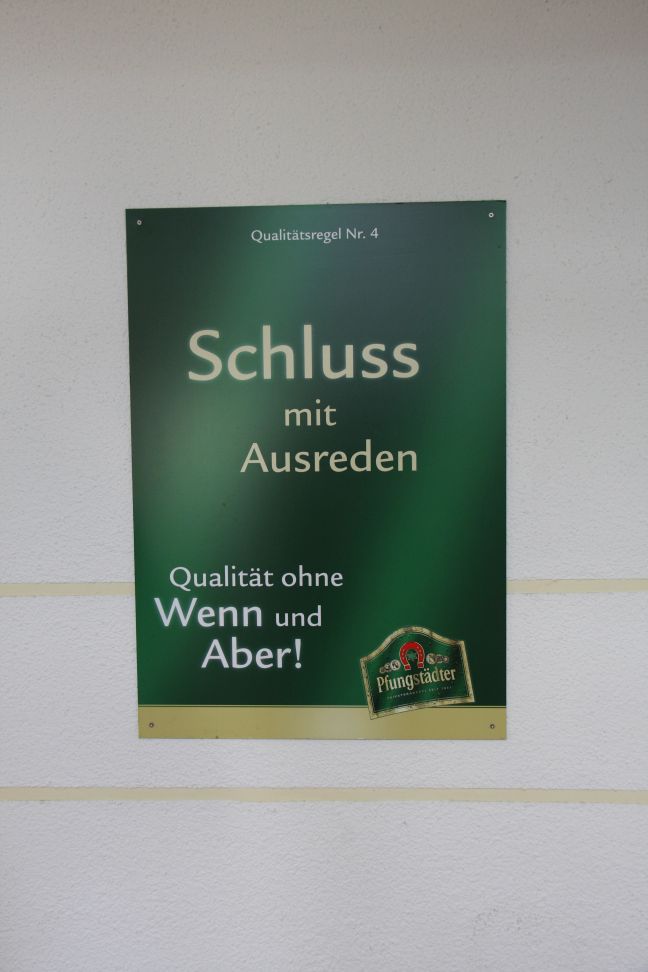 Qualitätsregel Nr. 4
Schluss
mit
Ausreden
Qualität ohne
Wenn und
Aber!
Pfungstädter